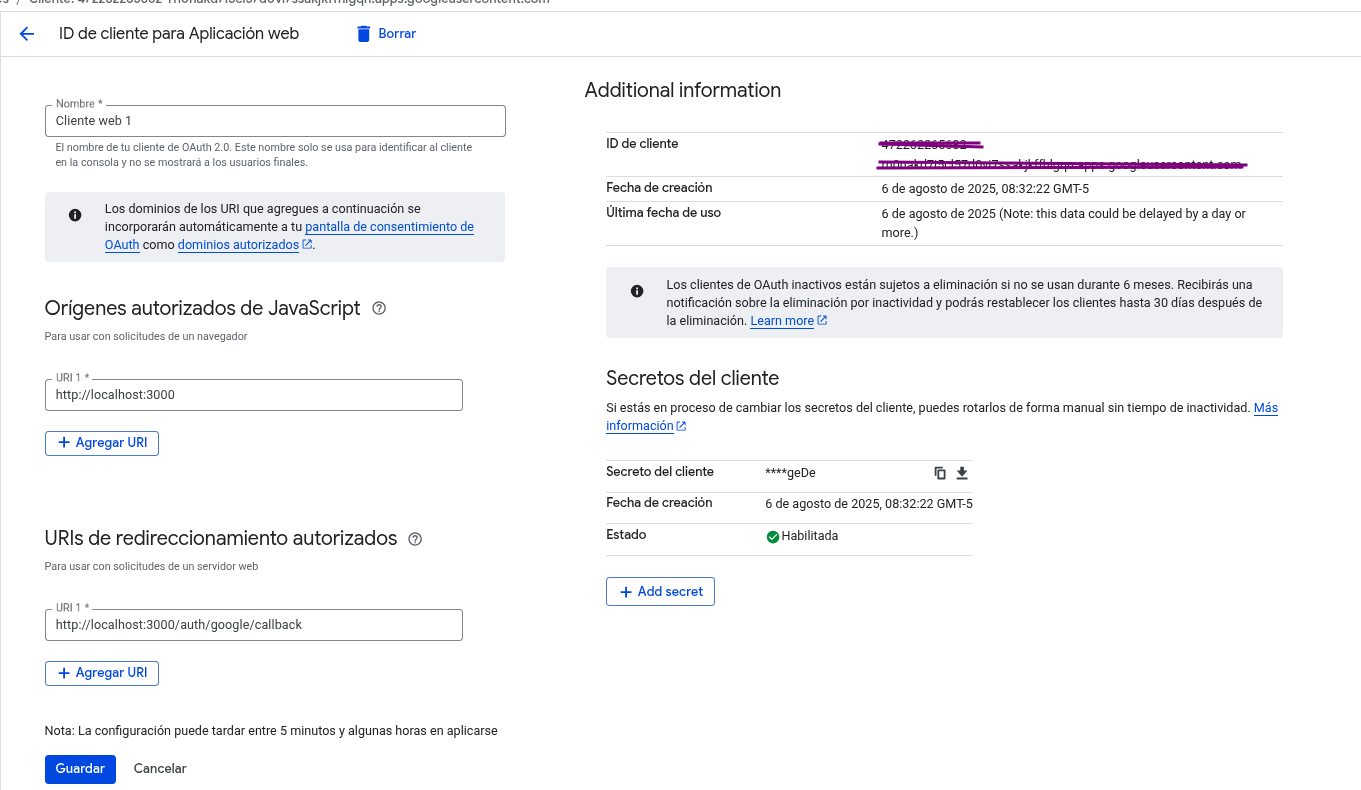 ID de cliente para Aplicación web
Borrar
Nombre *
Cliente web 1
El nombre de tu cliente de OAuth 2.0. Este nombre solo se usa para identificar al cliente
en la consola y no se mostrará a los usuarios finales.
Los dominios de los URI que agregues a continuación se
incorporarán automáticamente a tu pantalla de consentimiento de
OAuth como dominios autorizados.
Orígenes autorizados de JavaScript
Para usar con solicitudes de un navegador
URI 1 *
http://localhost:3000
Agregar URI
URIs de redireccionamiento autorizados
Para usar con solicitudes de un servidor web
URI 1 *
http://localhost:3000/auth/google/callback
Agregar URI
Nota: La configuración puede tardar entre 5 minutos y algunas horas en aplicarse
Guardar
Cancelar
Additional information
ID de cliente
Fecha de creación
6 de agosto de 2025, 08:32:22 GMT-5
Última fecha de uso
6 de agosto de 2025 (Note: this data could be delayed by a day or
more.)
Los clientes de OAuth inactivos están sujetos a eliminación si no se usan durante 6 meses. Recibirás una
notificación sobre la eliminación por inactividad y podrás restablecer los clientes hasta 30 días después de
la eliminación. Learn more
Secretos del cliente
Si estás en proceso de cambiar los secretos del cliente, puedes rotarlos de forma manual sin tiempo de inactividad. Más
información
Secreto del cliente
****geDe
Fecha de creación
6 de agosto de 2025, 08:32:22 GMT-5
Estado
Habilitada
Add secret